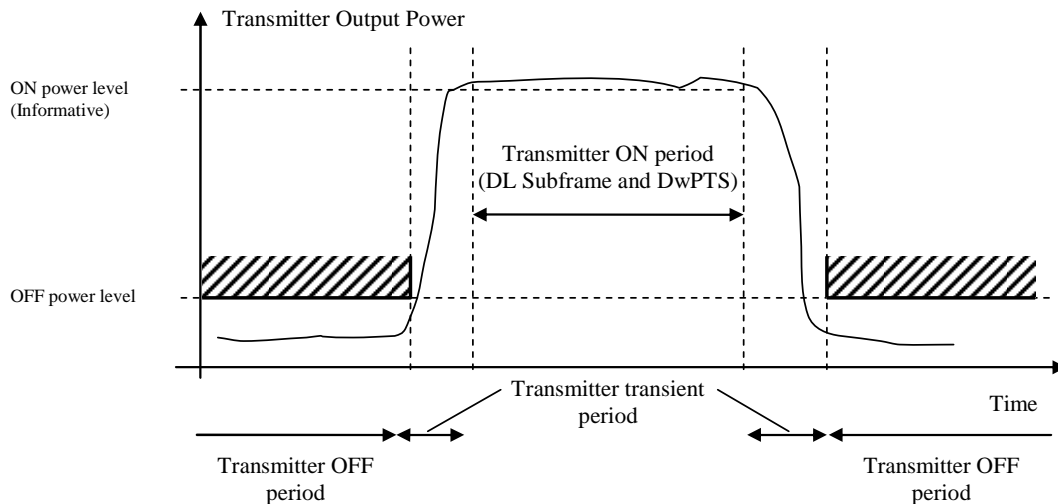 Transmitter Output Power
ON power level
(Informative)
Transmitter ON period
(DL Subframe and DwPTS)
OFF power level
Transmitter transient
period
Time
Transmitter OFF
period
Transmitter OFF
period